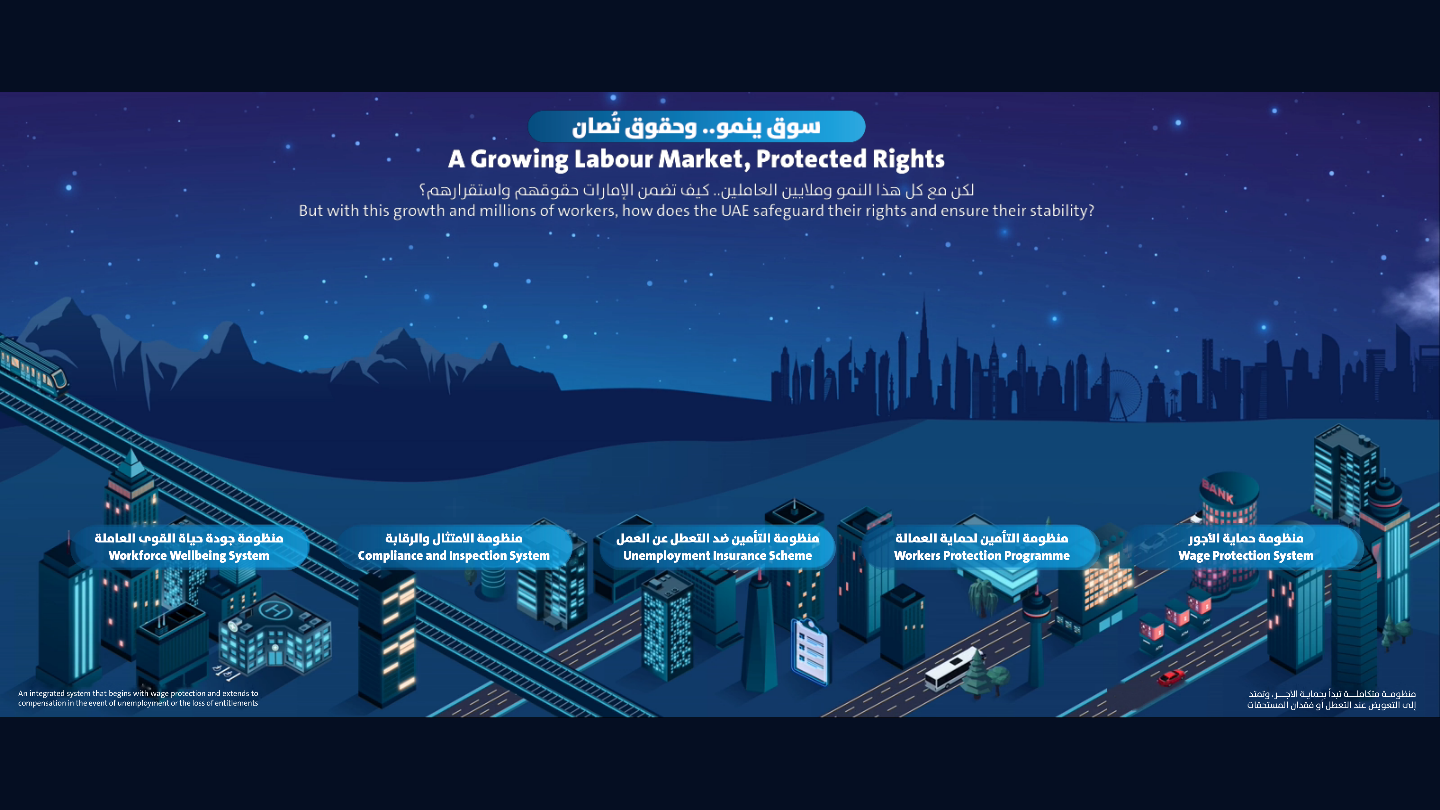 سوق ينمو.. وحقوق تُصان
A Growing Labour Market, Protected Rights
لكن مع كل هذا النمو وملايين العاملين.. كيف تضمن الإمارات حقوقهم واستقرارهم؟
But with this growth and millions of workers, how does the UAE safeguard their rights and ensure their stability?
BANK
منظومة جودة حياة القوى العاملة
Workforce Wellbeing System
منظومة الامتثال والرقابة
Compliance and Inspection System
منظومة التأمين ضد التعطل عن العمل
Unemployment Insurance Scheme
منظومة التأمين لحماية العمالة
Workers Protection Programme
منظومة حماية الأجور
Wage Protection System
H
An integrated system that begins with wage protection and extends to
compensation in the event of unemployment or the loss of entitlements
منظومــة متكاملـــة تبدأ بحمايـة الأجـــر، وتمتد
إلى التعويض عند التعطل او فقدان المستحقات